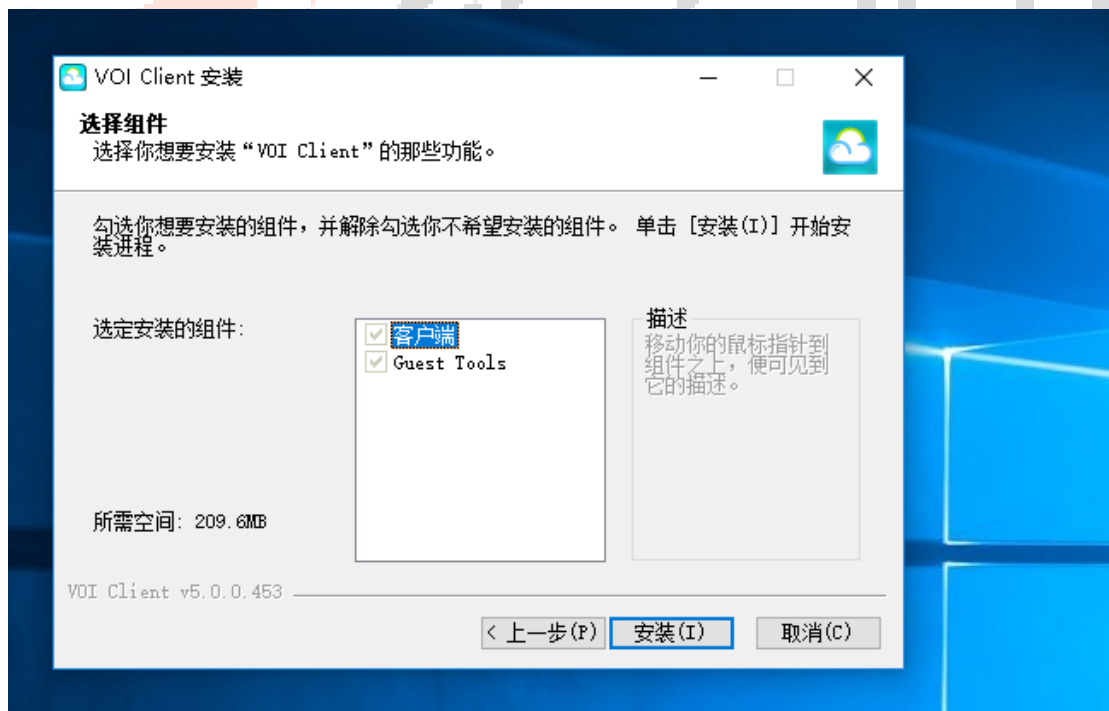 VOI Client 安装
选择组件
选择你想要安装“VOI Client”的那些功能。
勾选你想要安装的组件，并解除勾选你不希望安装的组件。 单击 [安装(I)] 开始安
装进程。
选定安装的组件:
客户端
Guest Tools
描述
移动你的鼠标指针到
组件之上，便可见到
它的描述。
所需空间: 209.6MB
VOI Client v5.0.0.453
< 上一步(P)
安装(I)
取消(C)